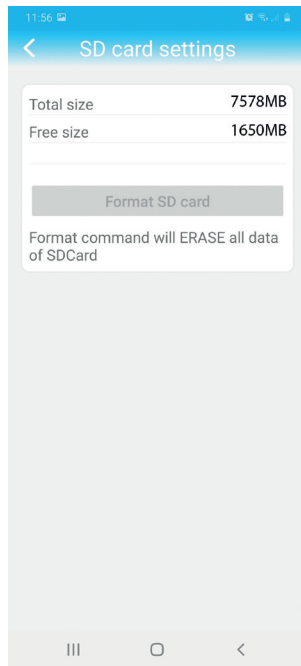 11:56
SD card settings
Total size 7578MB
Free size 1650MB
Format SD card
Format command will ERASE all data
of SDCard